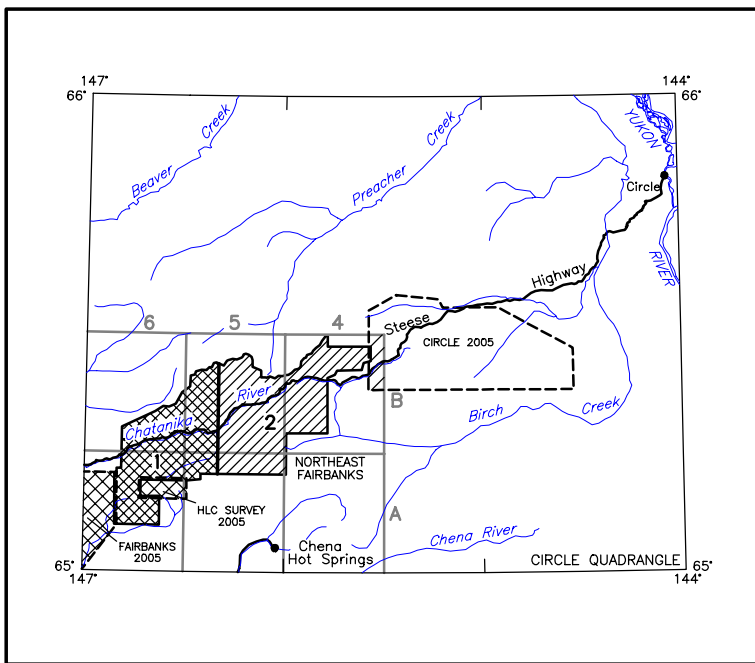 147°
144°
66°
66°
YUKON
Beaver Creek
Preacher Creek
Circle
RIVER
Highway
6
5
4
Steese
CIRCLE 2005
River
B
Chatanika
2
Birch Creek
1
NORTHEAST
FAIRBANKS
HLC SURVEY
2005
A
FAIRBANKS
2005
Chena
Hot Springs
Chena River
CIRCLE QUADRANGLE
65°
65°
147°
144°